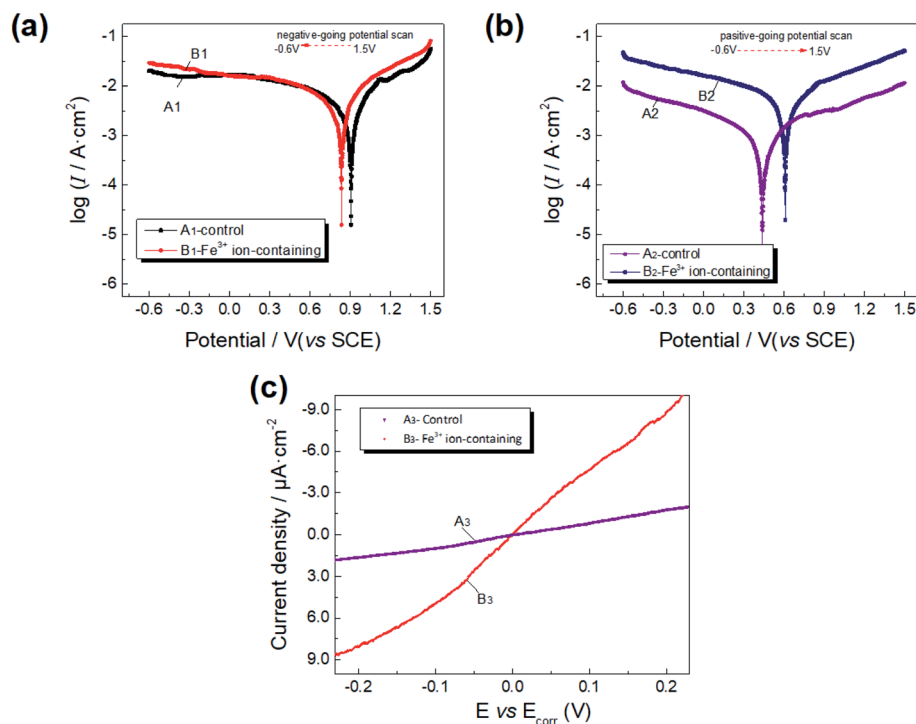 (a)
-1
-2
-3
-4
-5
-6
log (I / A·cm²)
B1
A1
negative-going potential scan
-0.6V
1.5V
A1-control
B1-Fe³⁺ ion-containing
-0.6 -0.3 0.0 0.3 0.6 0.9 1.2 1.5
Potential / V(vs SCE)
(b)
-1
-2
-3
-4
-5
-6
log (I / A·cm²)
pasitive-going potential scan
-0.6V
1.5V
B2
A2
A2-control
B2-Fe³⁺ ion-containing
-0.6 -0.3 0.0 0.3 0.6 0.9 1.2 1.5
Potential / V(vs SCE)
(c)
-9.0
-6.0
-3.0
0.0
3.0
6.0
9.0
Current density / μA·cm⁻²
A3- Control
B3- Fe³⁺ ion-containing
A3
B3
-0.2 -0.1 0.0 0.1 0.2
E vs Ecorr (V)